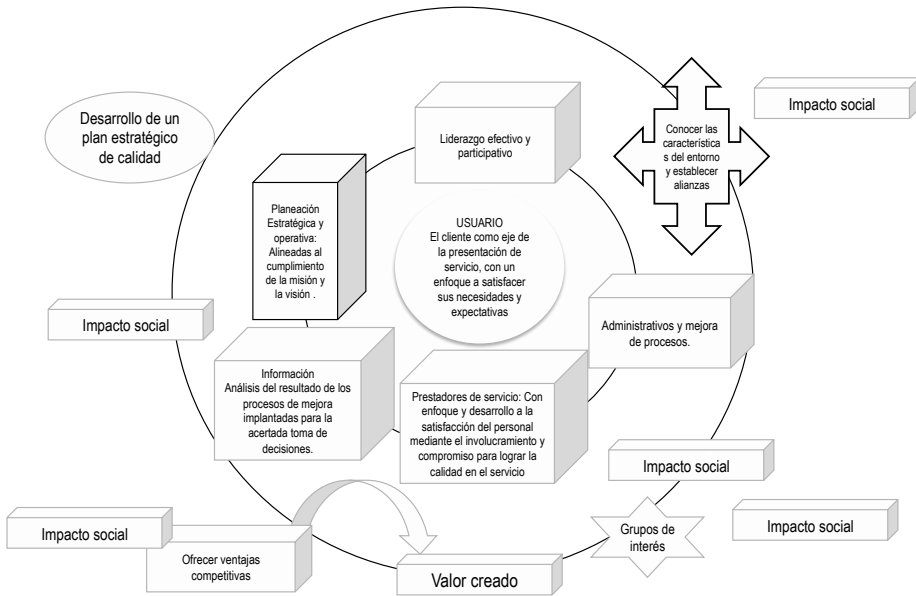 Desarrollo de un
plan estratégico
de calidad
Liderazgo efectivo y
participativo
Conocer las
característica
s del entorno
y establecer
alianzas
Impacto social
Planeación
Estratégica y
operativa:
Alineadas al
cumplimiento
de la misión y
la visión .
USUARIO
El cliente como eje de
la presentación de
servicio, con un
enfoque a satisfacer
sus necesidades y
expectativas
Impacto social
Administrativos y mejora
de procesos.
Información
Análisis del resultado de los
procesos de mejora
implantadas para la
acertada toma de
decisiones.
Prestadores de servicio: Con
enfoque y desarrollo a la
satisfacción del personal
mediante el involucramiento y
compromiso para lograr la
calidad en el servicio
Impacto social
Impacto social
Ofrecer ventajas
competitivas
Valor creado
Grupos de
interés
Impacto social